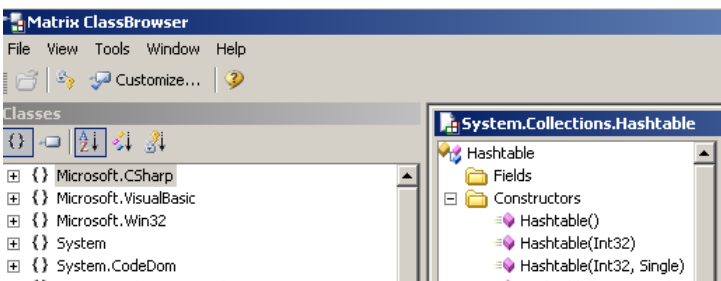 Matrix ClassBrowser
File View Tools Window Help
Customize...
Classes
Microsoft.CSharp
Microsoft.VisualBasic
Microsoft.Win32
System
System.CodeDom
System.Collections.Hashtable
Hashtable
Fields
Constructors
Hashtable()
Hashtable(Int32)
Hashtable(Int32, Single)